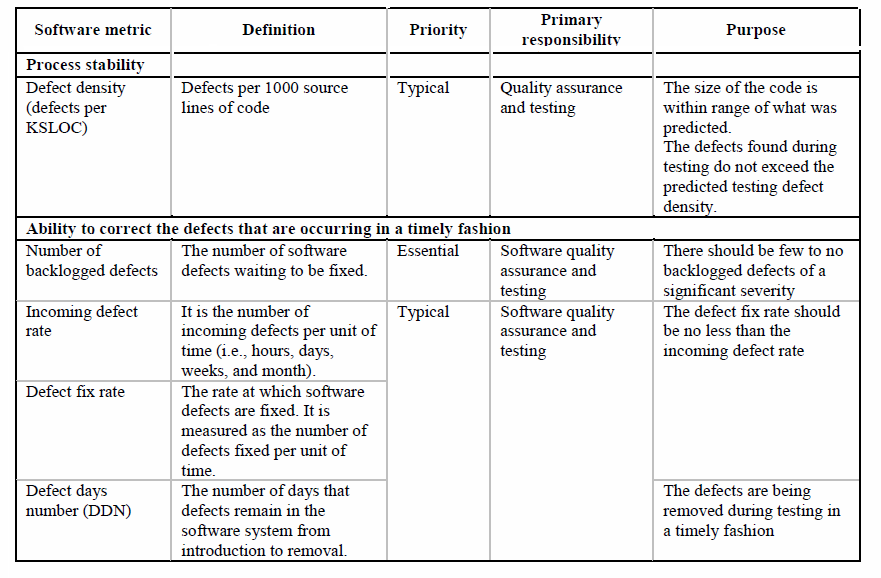 Software metric
Definition
Priority
Primary
responsibility
Purpose
Process stability
Defect density
(defects per
KSLOC)
Defects per 1000 source
lines of code
Typical
Quality assurance
and testing
The size of the code is
within range of what was
predicted.
The defects found during
testing do not exceed the
predicted testing defect
density.
Ability to correct the defects that are occurring in a timely fashion
Number of
backlogged defects
The number of software
defects waiting to be fixed.
Essential
Software quality
assurance and
testing
There should be few to no
backlogged defects of a
significant severity
Incoming defect
rate
It is the number of
incoming defects per unit of
time (i.e., hours, days,
weeks, and month).
Typical
Software quality
assurance and
testing
The defect fix rate should
be no less than the
incoming defect rate
Defect fix rate
The rate at which software
defects are fixed. It is
measured as the number of
defects fixed per unit of
time.
Defect days
number (DDN)
The number of days that
defects remain in the
software system from
introduction to removal.
The defects are being
removed during testing in
a timely fashion